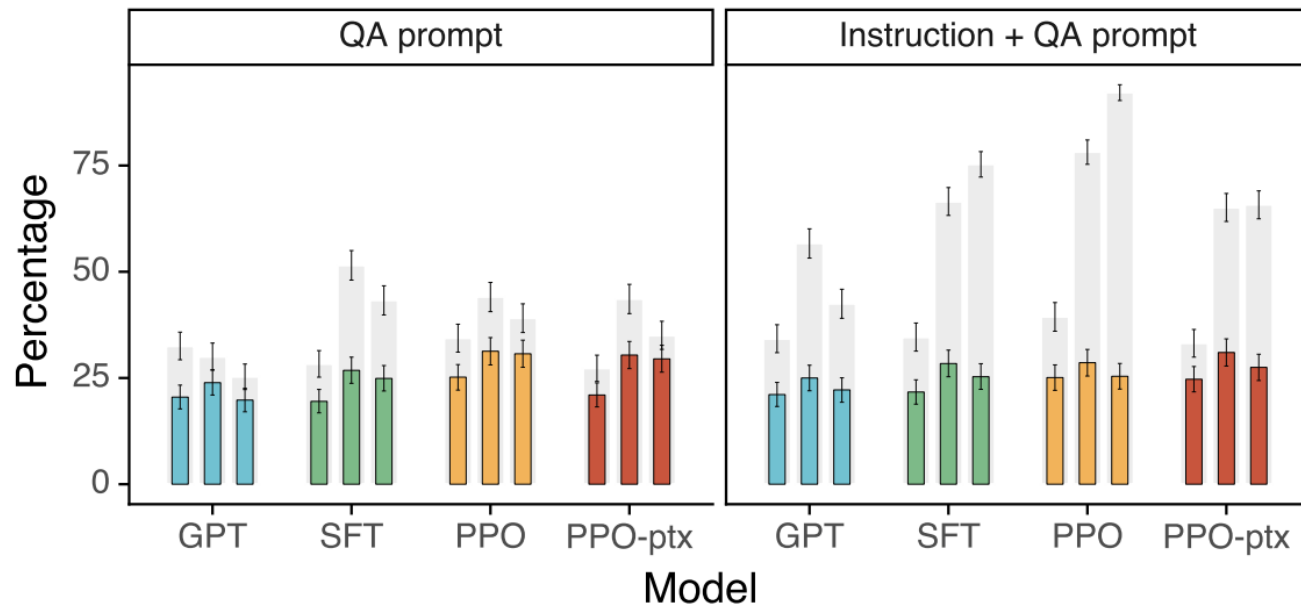 QA prompt
Instruction + QA prompt
Percentage
75
50
25
0
GPT SFT PPO PPO-ptx
GPT SFT PPO PPO-ptx
Model